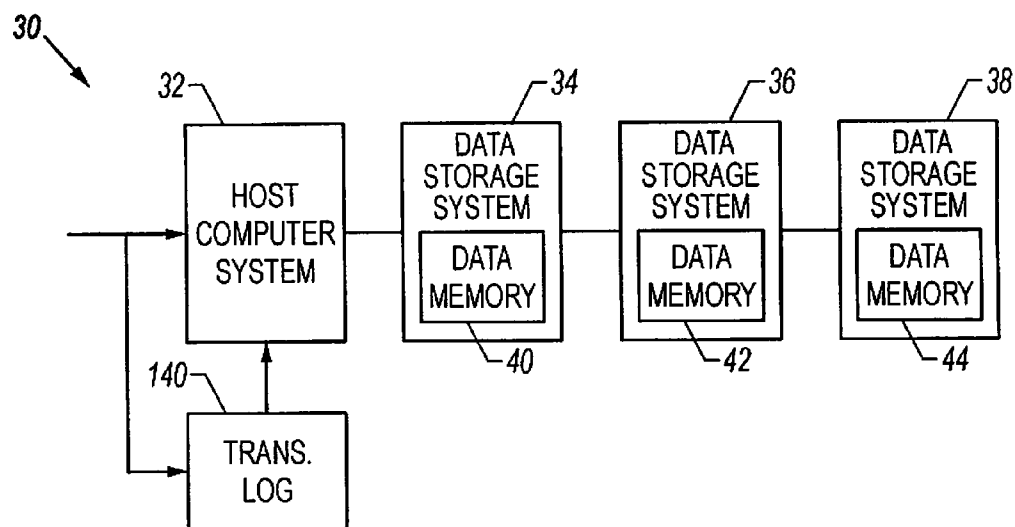 30
32
34
36
38
HOST
COMPUTER
SYSTEM
DATA
STORAGE
SYSTEM
DATA
MEMORY
40
DATA
STORAGE
SYSTEM
DATA
MEMORY
42
DATA
STORAGE
SYSTEM
DATA
MEMORY
44
140
TRANS.
LOG